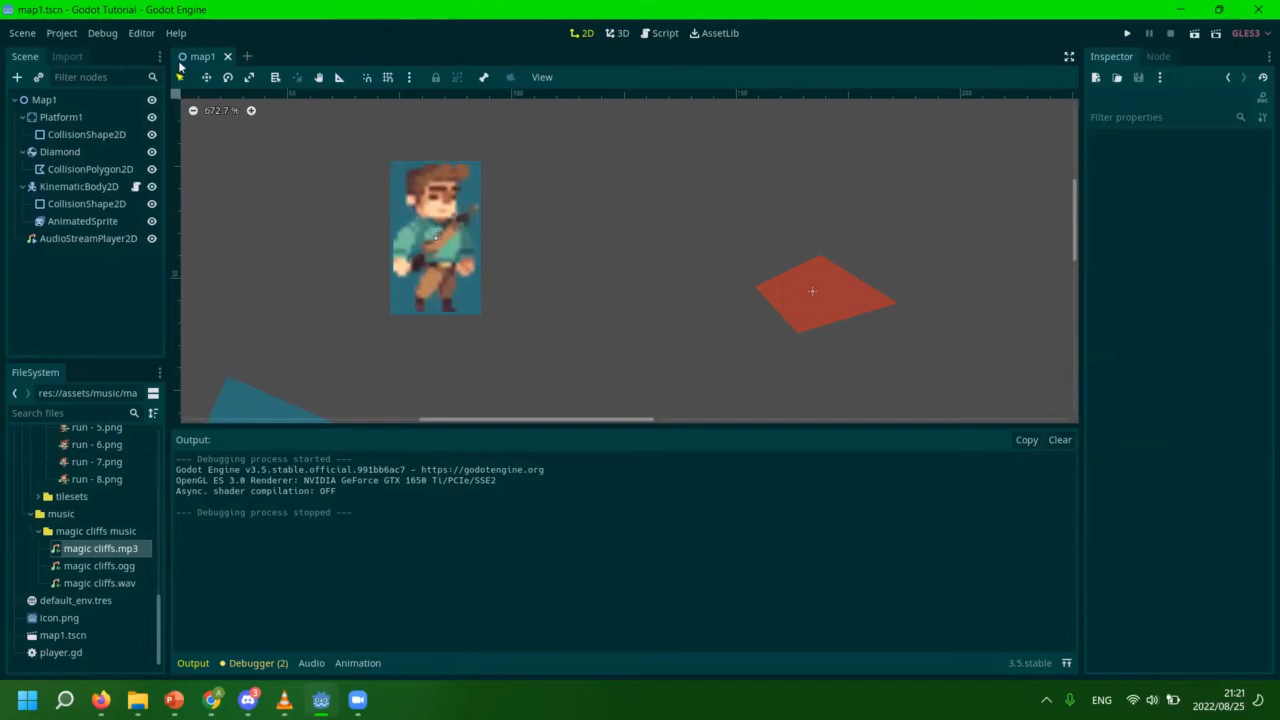 map1.tscn - Godot Tutorial - Godot Engine
Scene Project Debug Editor Help
2D 3D Script AssetLib
GLES3
Scene Import
map1
Inspector Node
Filter nodes
View
672.7 %
50 100 150 200
50
Filter properties
Map1
Platform1
CollisionShape2D
Diamond
CollisionPolygon2D
KinematicBody2D
CollisionShape2D
AnimatedSprite
AudioStreamPlayer2D
FileSystem
res://assets/music/ma
Search files
run - 5.png
run - 6.png
run - 7.png
run - 8.png
tilesets
music
magic cliffs music
magic cliffs.mp3
magic cliffs.ogg
magic cliffs.wav
default_env.tres
icon.png
map1.tscn
player.gd
Output:
Copy Clear
--- Debugging process started ---
Godot Engine v3.5.stable.official.991bb6ac7 - https://godotengine.org
OpenGL ES 3.0 Renderer: NVIDIA GeForce GTX 1650 Ti/PCIe/SSE2
Async. shader compilation: OFF
--- Debugging process stopped ---
Output Debugger (2) Audio Animation
3.5.stable
3
ENG
21:21
2022/08/25